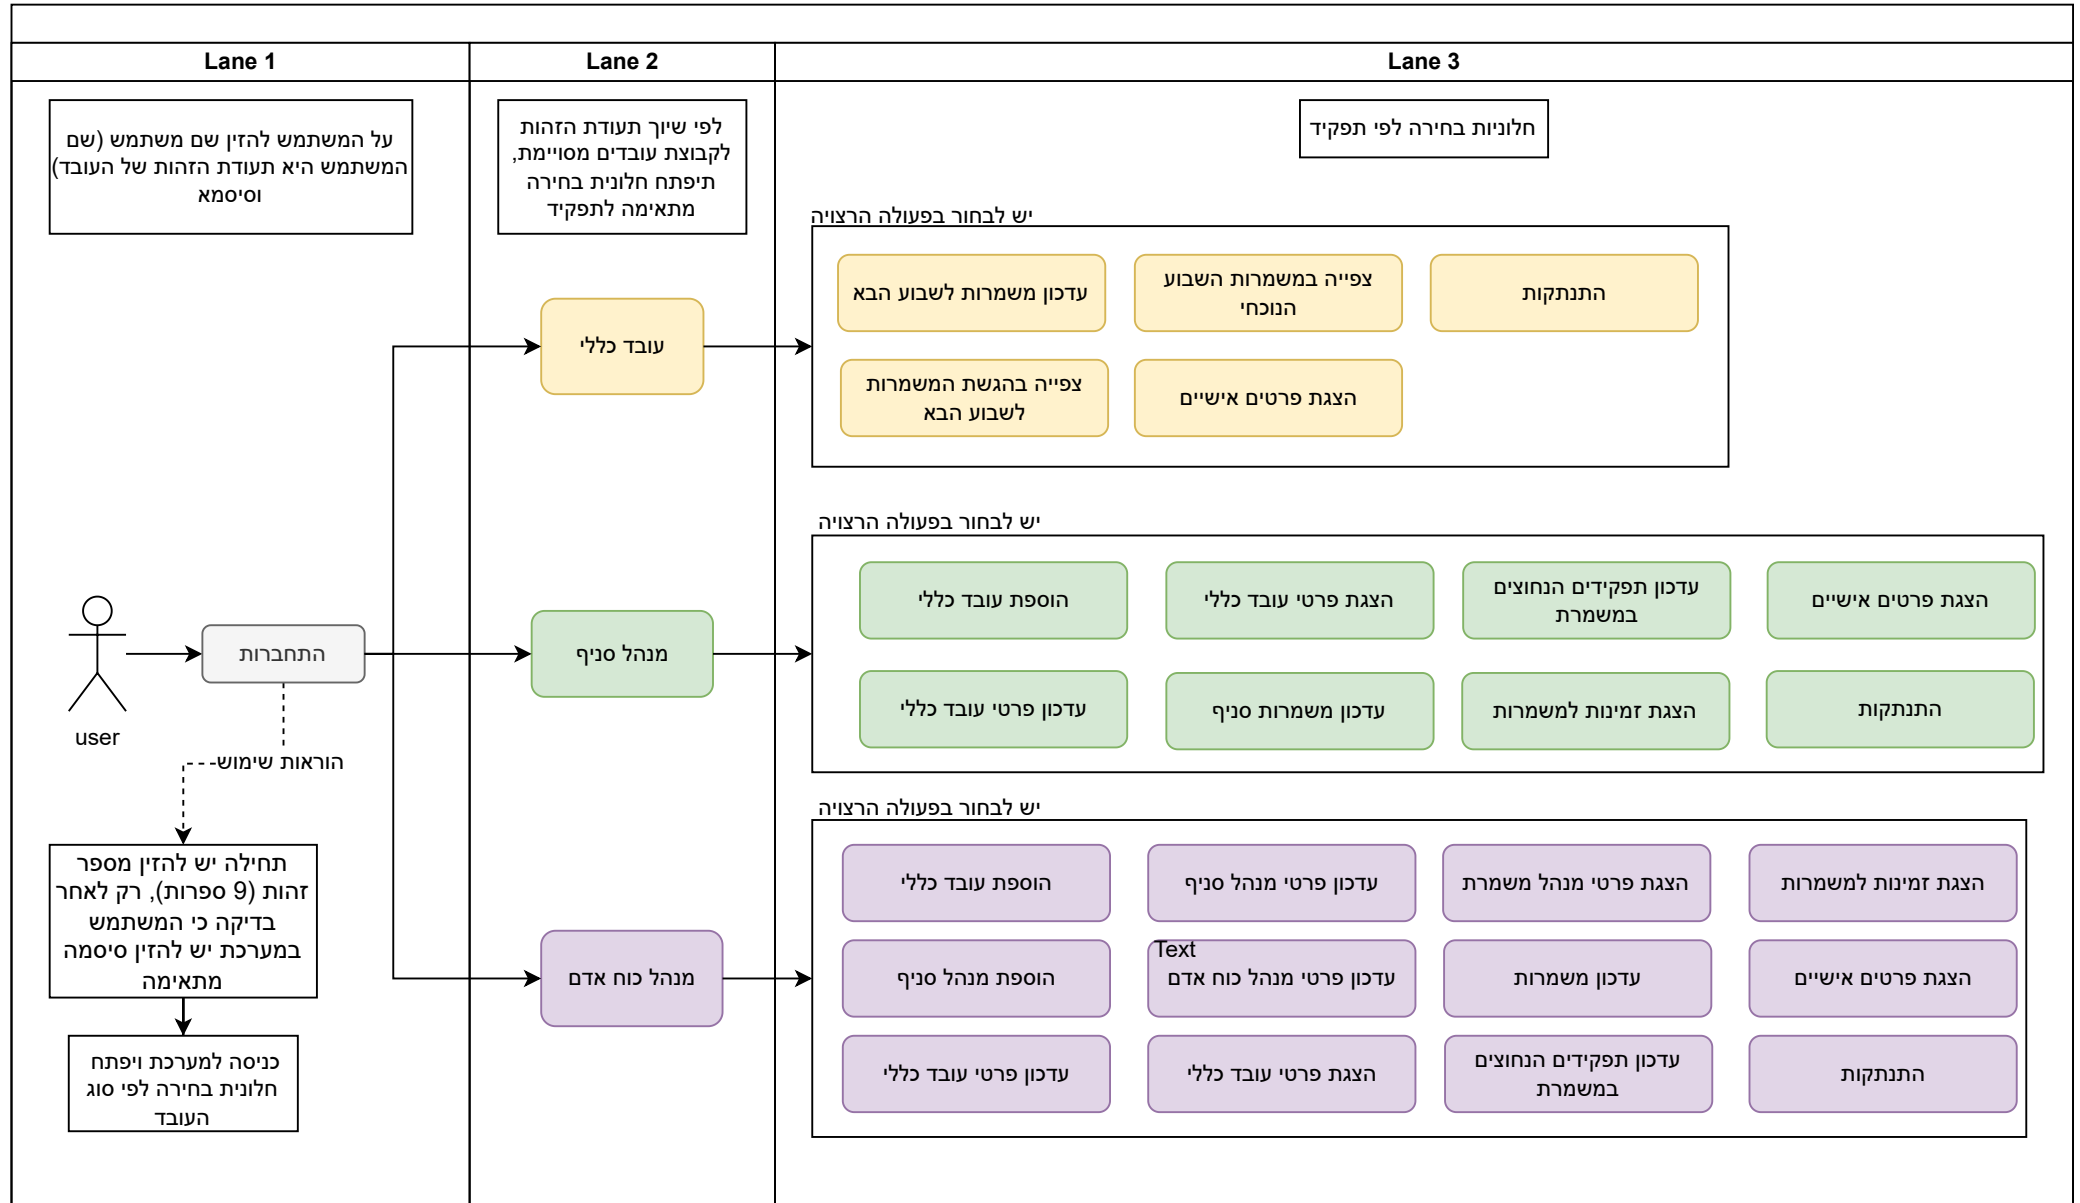 Lane 1
Lane 2
Lane 3
על המשתמש להזין שם משתמש (שם
המשתמש היא תעודת הזהות של העובד)
וסיסמא
לפי שיוך תעודת הזהות
לקבוצת עובדים מסויימת,
תיפתח חלונית בחירה
מתאימה לתפקיד
חלוניות בחירה לפי תפקיד
user
התחברות
הוראות שימוש
תחילה יש להזין מספר
זהות (9 ספרות), רק לאחר
בדיקה כי המשתמש
במערכת יש להזין סיסמה
מתאימה
כניסה למערכת ויפתח
חלונית בחירה לפי סוג
העובד
עובד כללי
יש לבחור בפעולה הרצויה
עדכון משמרות לשבוע הבא
צפייה במשמרות השבוע
הנוכחי
התנתקות
צפייה בהגשת המשמרות
לשבוע הבא
הצגת פרטים אישיים
מנהל סניף
יש לבחור בפעולה הרצויה
הוספת עובד כללי
הצגת פרטי עובד כללי
עדכון תפקידים הנחוצים
במשמרת
הצגת פרטים אישיים
עדכון פרטי עובד כללי
עדכון משמרות סניף
הצגת זמינות למשמרות
התנתקות
מנהל כוח אדם
יש לבחור בפעולה הרצויה
הוספת עובד כללי
עדכון פרטי מנהל סניף
הצגת פרטי מנהל משמרת
הצגת זמינות למשמרות
הוספת מנהל סניף
Text
עדכון פרטי מנהל כוח אדם
עדכון משמרות
הצגת פרטים אישיים
עדכון פרטי עובד כללי
הצגת פרטי עובד כללי
עדכון תפקידים הנחוצים
במשמרת
התנתקות